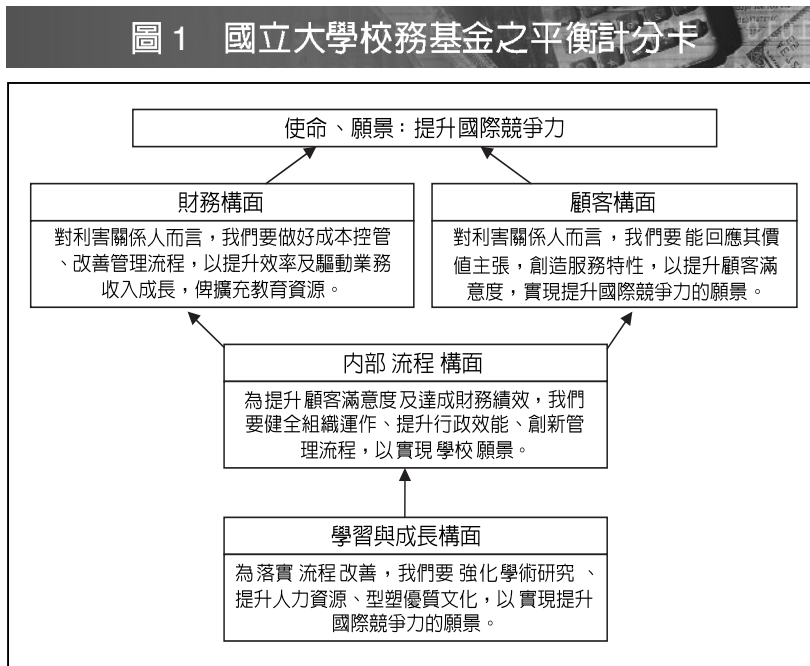 圖 1　國立大學校務基金之平衡計分卡
使命、願景：提升國際競爭力
財務構面
對利害關係人而言，我們要做好成本控管
、改善管理流程，以提升效率及驅動業務
收入成長，俾擴充教育資源。
顧客構面
對利害關係人而言，我們要能回應其價
值主張，創造服務特性，以提升顧客滿
意度，實現提升國際競爭力的願景。
內部 流程 構面
為提升顧客滿意度及達成財務績效，我們
要健全組織運作、提升行政效能、創新管
理流程，以實現學校願景。
學習與成長構面
為落實 流程改善，我們要 強化學術研究 、
提升人力資源、型塑優質文化，以 實現提升
國際競爭力的願景。